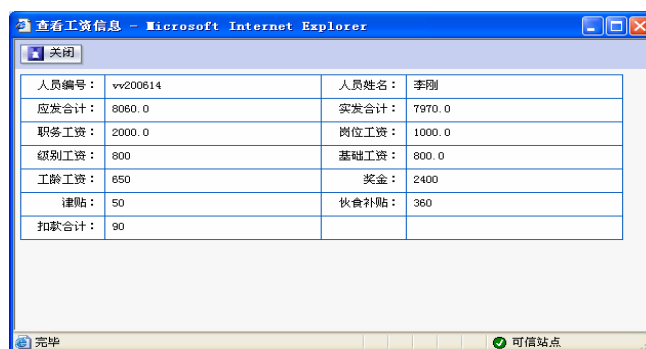 查看工资信息 - Microsoft Internet Explorer
关闭
人员编号： vv200614 人员姓名： 李刚
应发合计： 8060.0 实发合计： 7970.0
职务工资： 2000.0 岗位工资： 1000.0
级别工资： 800 基础工资： 800.0
工龄工资： 650 奖金： 2400
津贴： 50 伙食补贴： 360
扣款合计： 90
完毕 可信站点